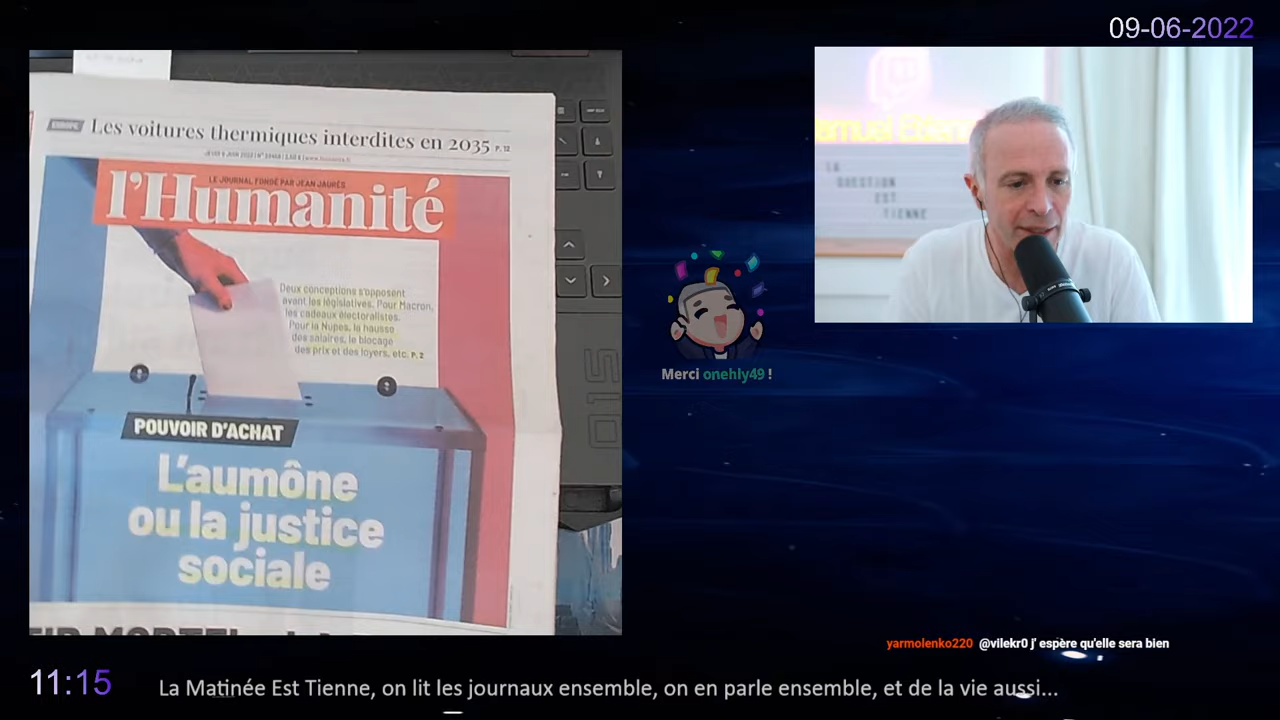 09-06-2022
EUROPE
Les voitures thermiques interdites en 2035 P. 12
LE JOURNAL FONDÉ PAR JEAN JAURÈS
l'Humanité
Deux conceptions s'opposent
avant les législatives. Pour Macron,
les cadeaux électoralistes.
Pour la Nupes, la hausse
des salaires, le blocage
des prix et des loyers, etc. P. 2
POUVOIR D'ACHAT
L'aumône
ou la justice
sociale
LA
QUESTION
EST
TIENNE
Merci onehly49 !
yarmolenko220 @vilekr0 j' espère qu'elle sera bien
11:15
La Matinée Est Tienne, on lit les journaux ensemble, on en parle ensemble, et de la vie aussi...